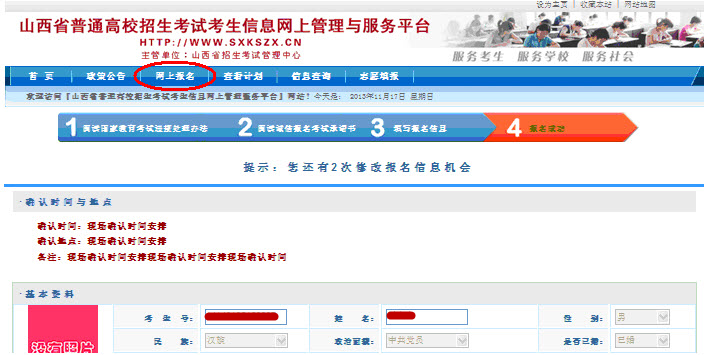 设为主页 | 收藏本站 | 网站地图
山西省普通高校招生考试考生信息网上管理与服务平台
HTTP://WWW.SXKSZX.CN
主管单位：山西省招生考试管理中心
服务考生 服务学校 服务社会
首 页 政策公告 网上报名 查看计划 信息查询 志愿填报
欢迎访问『山西省普通高校招生考试考生信息网上管理服务平台』网站！今天是： 2013年11月17日 星期日
1 阅读国家教育考试违规处理办法 2 阅读诚信报名考试承诺书 3 填写报名信息 4 报名成功
提示：您还有2次修改报名信息机会
·确认时间与地点
确认时间：现场确认时间安排
确认地点：现场确认时间安排
备注：现场确认时间安排现场确认时间安排现场确认时间
·基本资料
考 生 号： 姓 名： 性 别： 男
民 族： 汉族 政治面貌： 中共党员 是否已婚： 已婚
没有照片